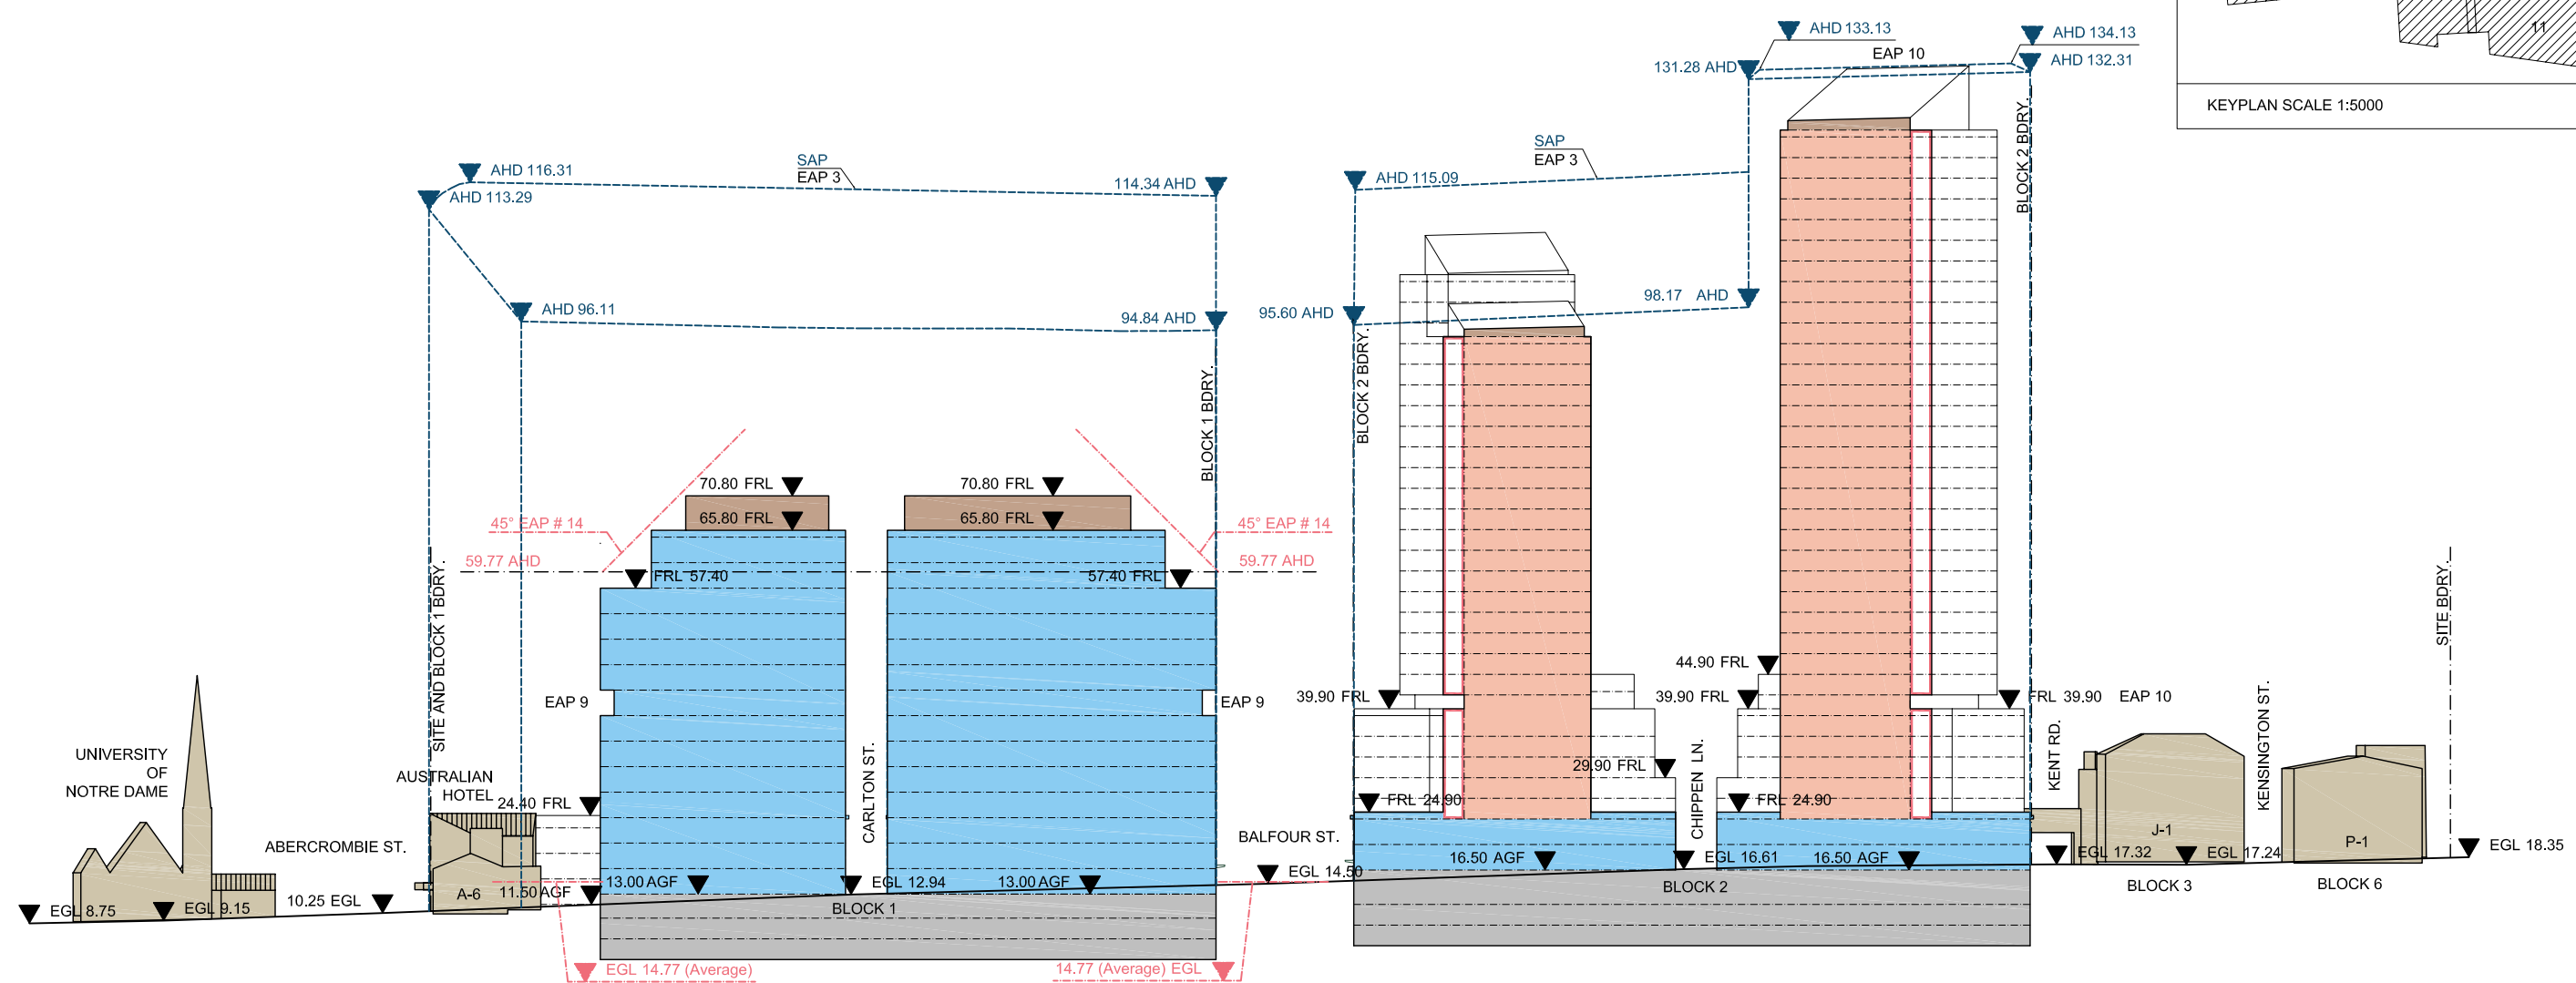 AHD 133.13
AHD 134.13
11
EAP 10
131.28 AHD
AHD 132.31
KEYPLAN SCALE 1:5000
BLOCK 2 BDRY.
SAP
EAP 3
SAP
EAP 3
AHD 116.31
114.34 AHD
AHD 115.09
AHD 113.29
AHD 96.11
94.84 AHD
95.60 AHD
98.17 AHD
BLOCK 2 BDRY.
BLOCK 1 BDRY.
70.80 FRL
70.80 FRL
65.80 FRL
65.80 FRL
45° EAP # 14
45° EAP # 14
59.77 AHD
59.77 AHD
FRL 57.40
57.40 FRL
SITE AND BLOCK 1 BDRY.
SITE BDRY.
EAP 9
EAP 9
44.90 FRL
39.90 FRL
39.90 FRL
FRL 39.90
EAP 10
UNIVERSITY
OF
NOTRE DAME
AUSTRALIAN
HOTEL
24.40 FRL
CARLTON ST.
29.90 FRL
CHIPPEN LN.
KENT RD.
KENSINGTON ST.
FRL 24.90
FRL 24.90
ABERCROMBIE ST.
BALFOUR ST.
J-1
P-1
16.50 AGF
EGL 16.61
16.50 AGF
EGL 17.32
EGL 17.24
EGL 18.35
A-6
11.50 AGF
13.00 AGF
EGL 12.94
13.00 AGF
EGL 14.50
BLOCK 2
BLOCK 3
BLOCK 6
EGL 8.75
EGL 9.15
10.25 EGL
BLOCK 1
EGL 14.77 (Average)
14.77 (Average) EGL